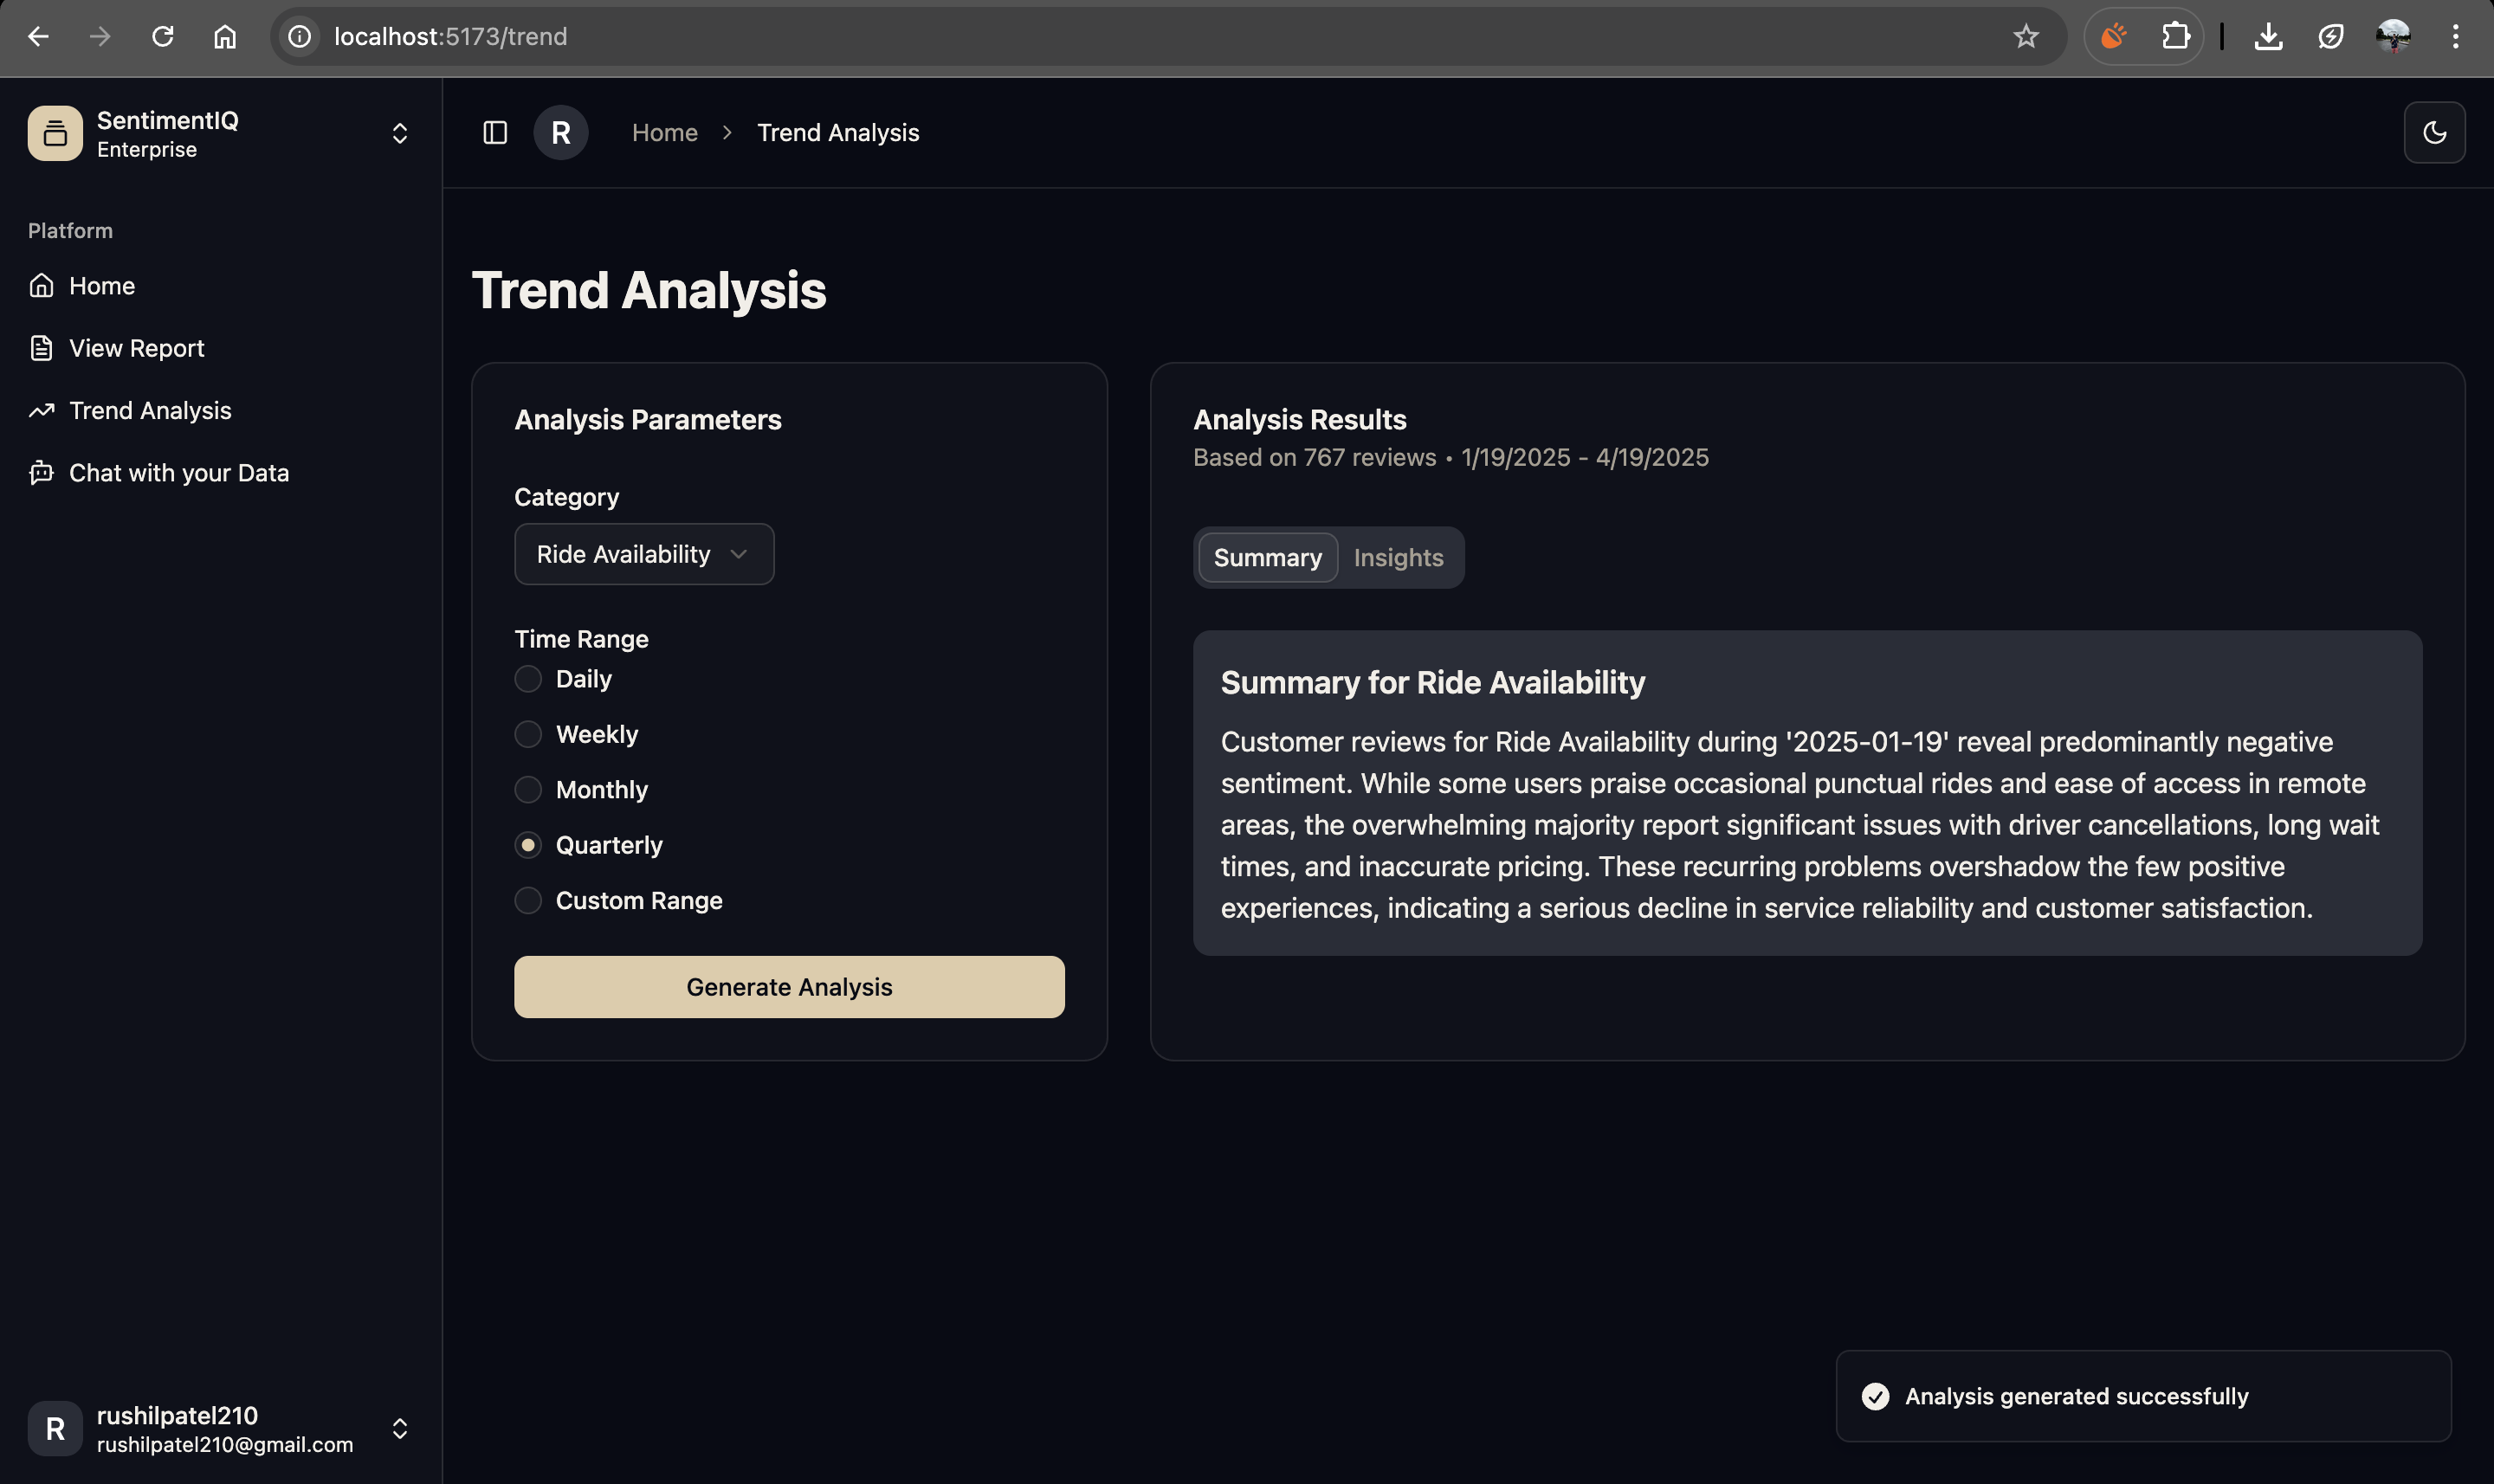 localhost:5173/trend
SentimentIQ
Enterprise
Platform
Home
View Report
Trend Analysis
Chat with your Data
R
rushilpatel210
rushilpatel210@gmail.com
R
Home > Trend Analysis
Trend Analysis
Analysis Parameters
Category
Ride Availability
Time Range
Daily
Weekly
Monthly
Quarterly
Custom Range
Generate Analysis
Analysis Results
Based on 767 reviews • 1/19/2025 - 4/19/2025
Summary Insights
Summary for Ride Availability
Customer reviews for Ride Availability during '2025-01-19' reveal predominantly negative
sentiment. While some users praise occasional punctual rides and ease of access in remote
areas, the overwhelming majority report significant issues with driver cancellations, long wait
times, and inaccurate pricing. These recurring problems overshadow the few positive
experiences, indicating a serious decline in service reliability and customer satisfaction.
Analysis generated successfully